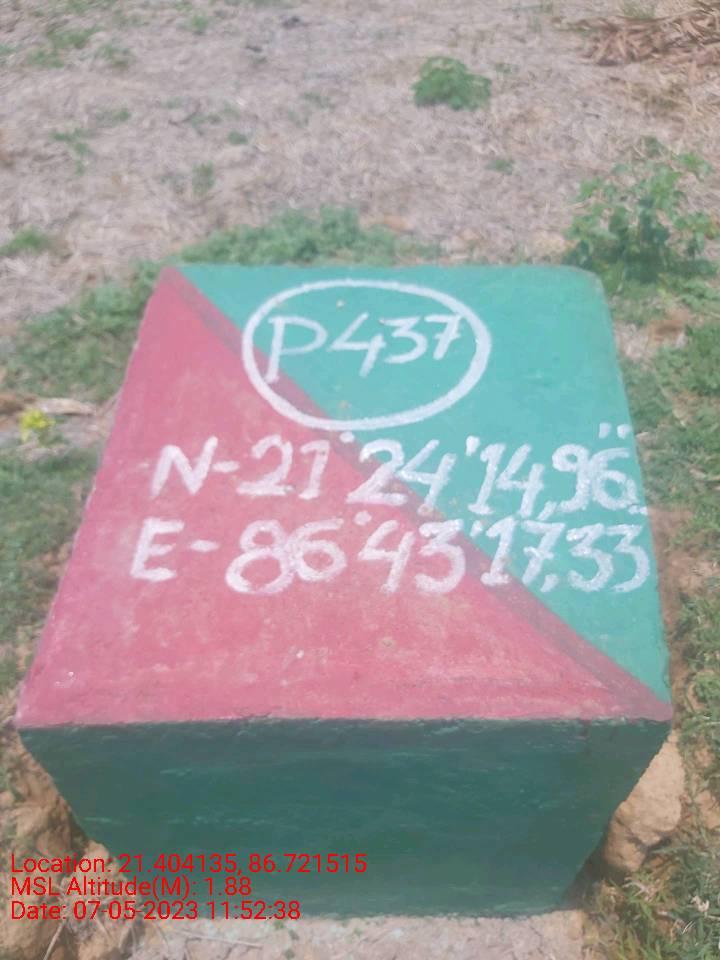 P437
N-21°24'14,96"
E-86°43'17,33
Location: 21.404135, 86.721515
MSL Altitude(M): 1.88
Date: 07-05-2023 11:52:38